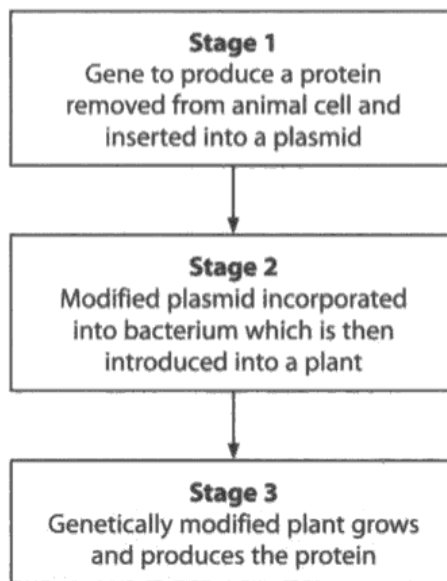 Stage 1
Gene to produce a protein
removed from animal cell and
inserted into a plasmid
Stage 2
Modified plasmid incorporated
into bacterium which is then
introduced into a plant
Stage 3
Genetically modified plant grows
and produces the protein